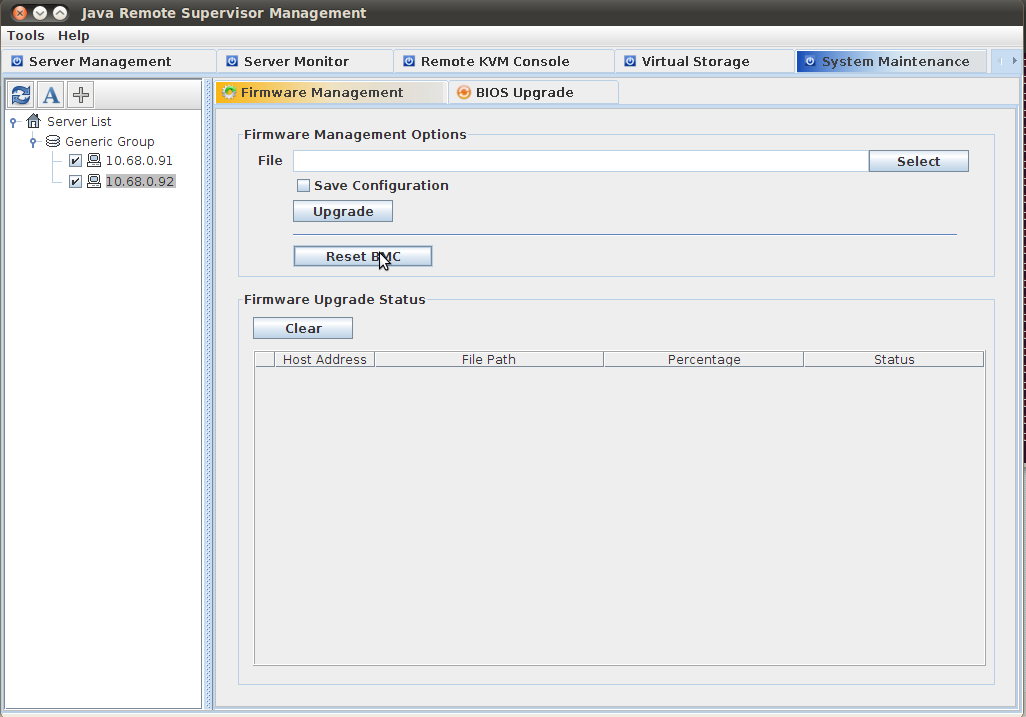 Java Remote Supervisor Management
Tools Help
Server Management Server Monitor Remote KVM Console Virtual Storage System Maintenance
A
Server List
Generic Group
10.68.0.91
10.68.0.92
Firmware Management BIOS Upgrade
Firmware Management Options
File Select
Save Configuration
Upgrade
Reset BMC
Firmware Upgrade Status
Clear
Host Address File Path Percentage Status